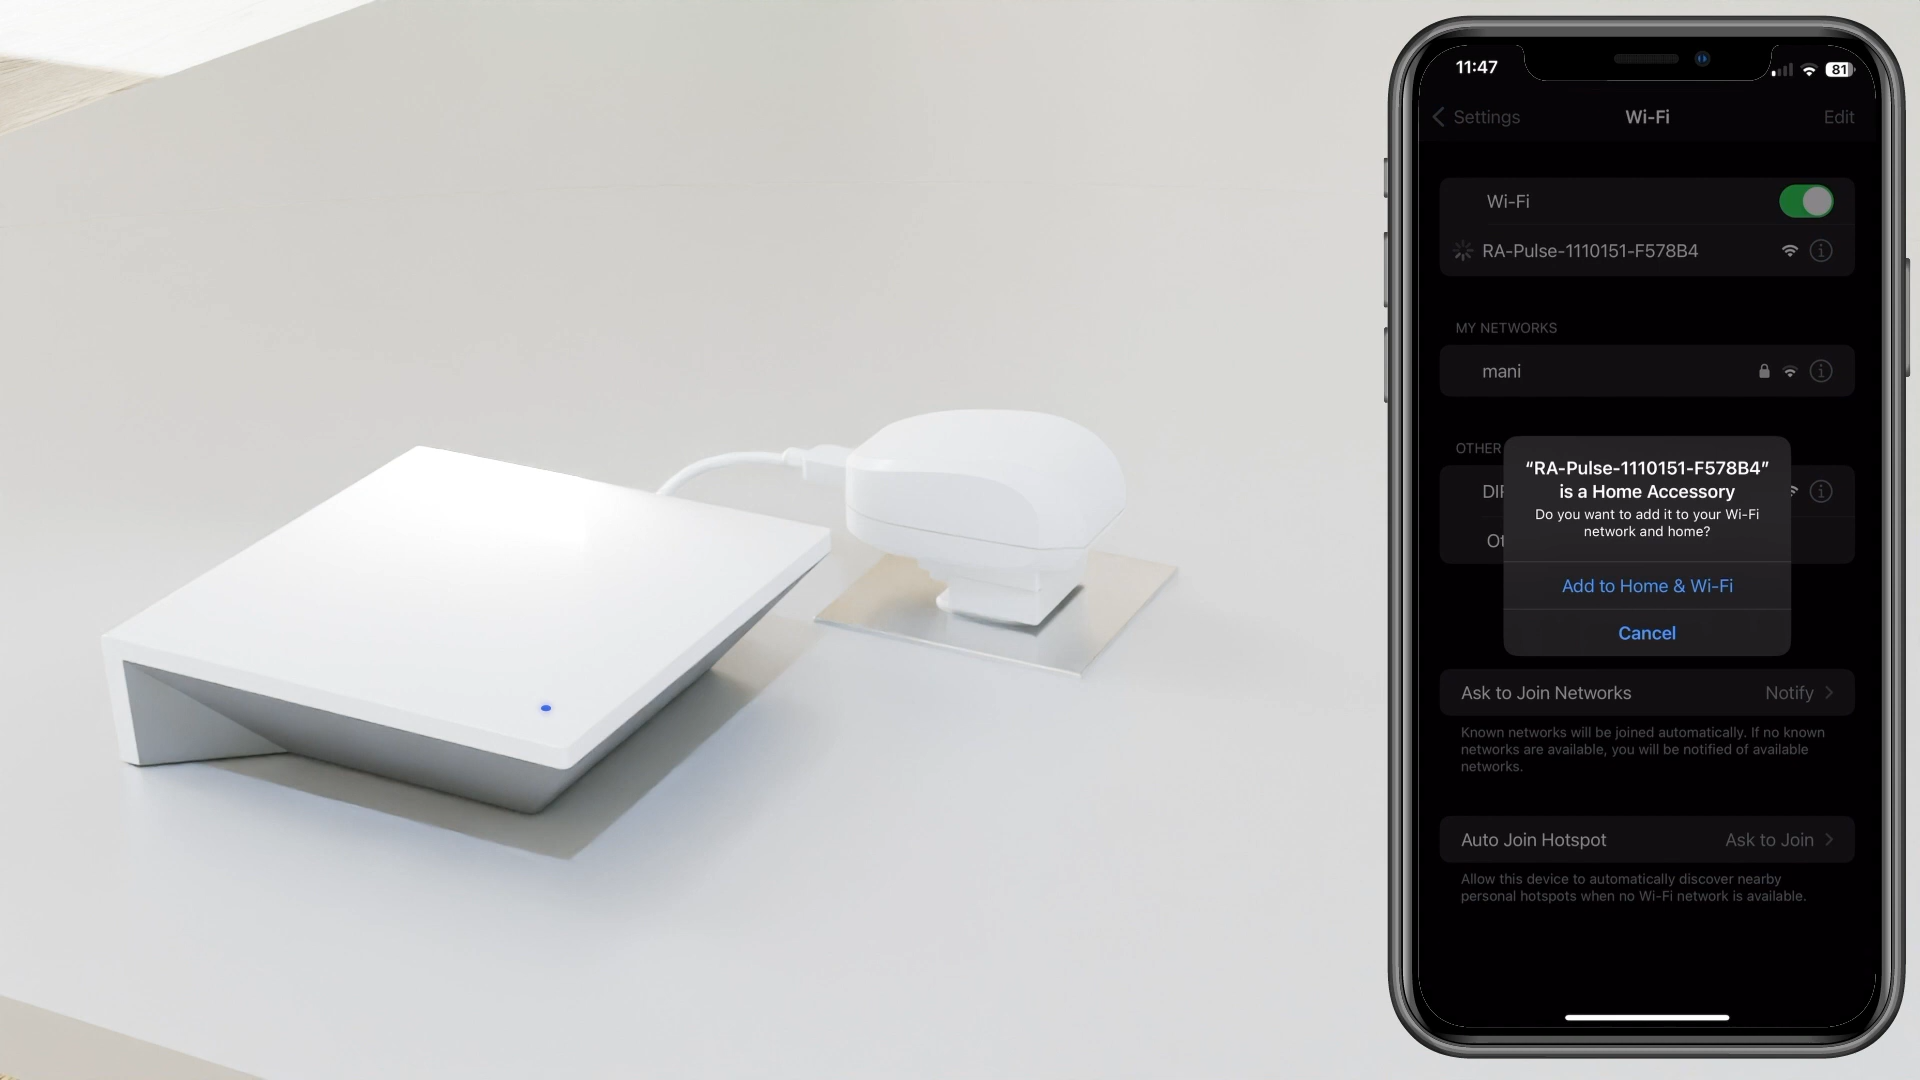 11:47
81
Settings
Wi-Fi
Edit
Wi-Fi
RA-Pulse-1110151-F578B4
MY NETWORKS
mani
OTHER
“RA-Pulse-1110151-F578B4”
is a Home Accessory
Do you want to add it to your Wi-Fi
network and home?
Add to Home & Wi-Fi
Cancel
Ask to Join Networks
Notify
Known networks will be joined automatically. If no known
networks are available, you will be notified of available
networks.
Auto Join Hotspot
Ask to Join
Allow this device to automatically discover nearby
personal hotspots when no Wi-Fi network is available.